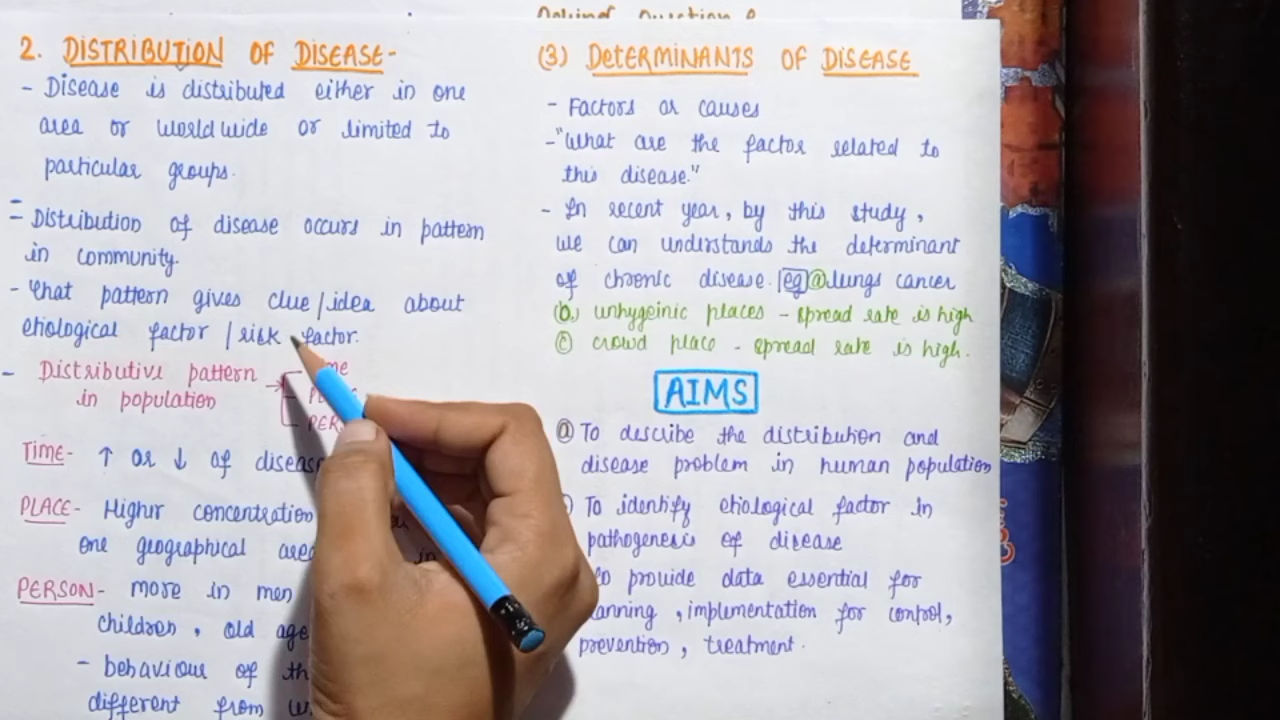 2. DISTRIBUTION OF DISEASE-
- Disease is distributed either in one
area or worldwide or limited to
particular groups.
= Distribution of disease occurs in pattern
in community.
- That pattern gives clue/idea about
etiological factor / risk factor.
- Distributive pattern
in population
TIME- ↑ or ↓ of disease
PLACE- Higher concentration
one geographical area
in
PERSON- more in men
children, old age
- behaviour of
different from
Question
(3) DETERMINANTS OF DISEASE
- Factors or causes
- "What are the factor related to
this disease."
- In recent year, by this study,
we can understands the determinant
of chronic disease. eg ⓐ lungs cancer
(b.) unhygeinic places - spread rate is high
ⓒ crowd place - spread rate is high.
AIMS
ⓐ To describe the distribution and
disease problem in human population
To identify etiological factor in
pathogenesis of disease
provide data essential for
, implementation for control,
prevention, treatment.